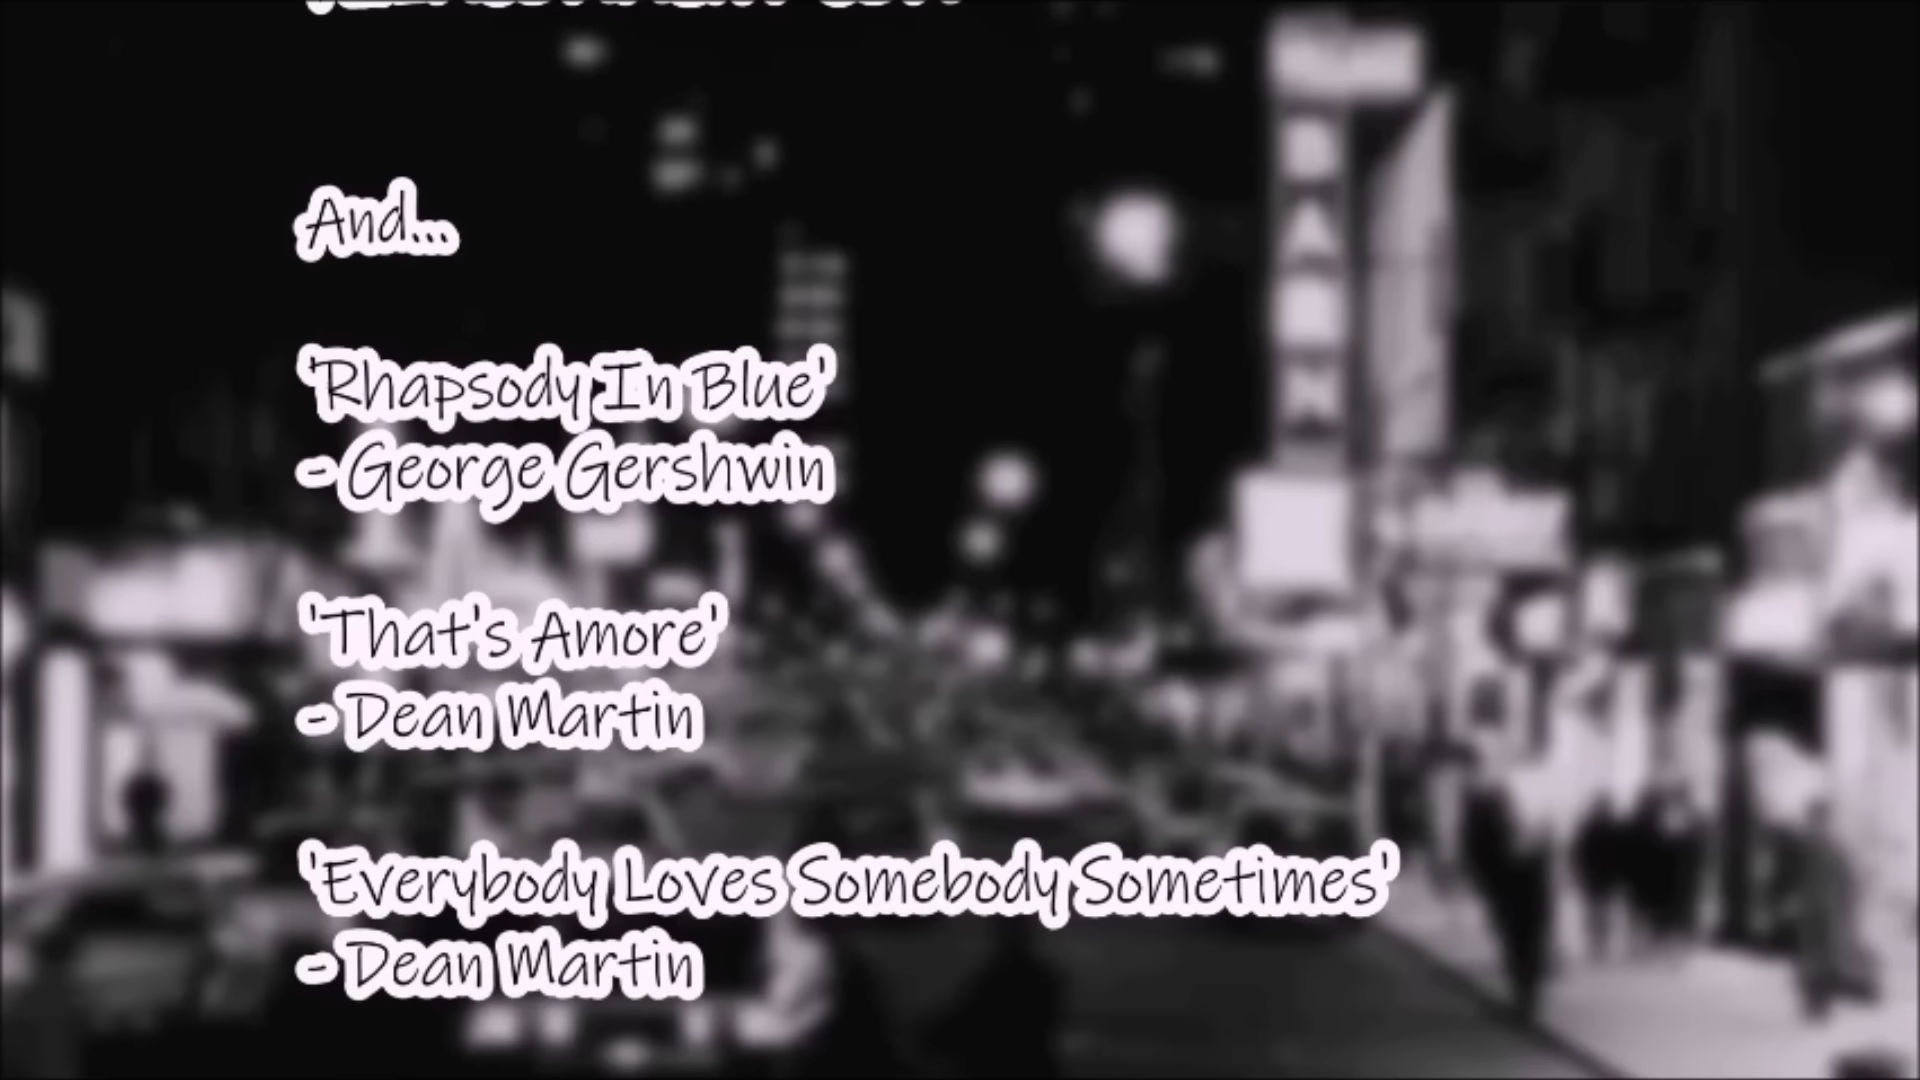 And...
'Rhapsody In Blue'
- George Gershwin
'That's Amore'
- Dean Martin
'Everybody Loves Somebody Sometimes'
- Dean Martin